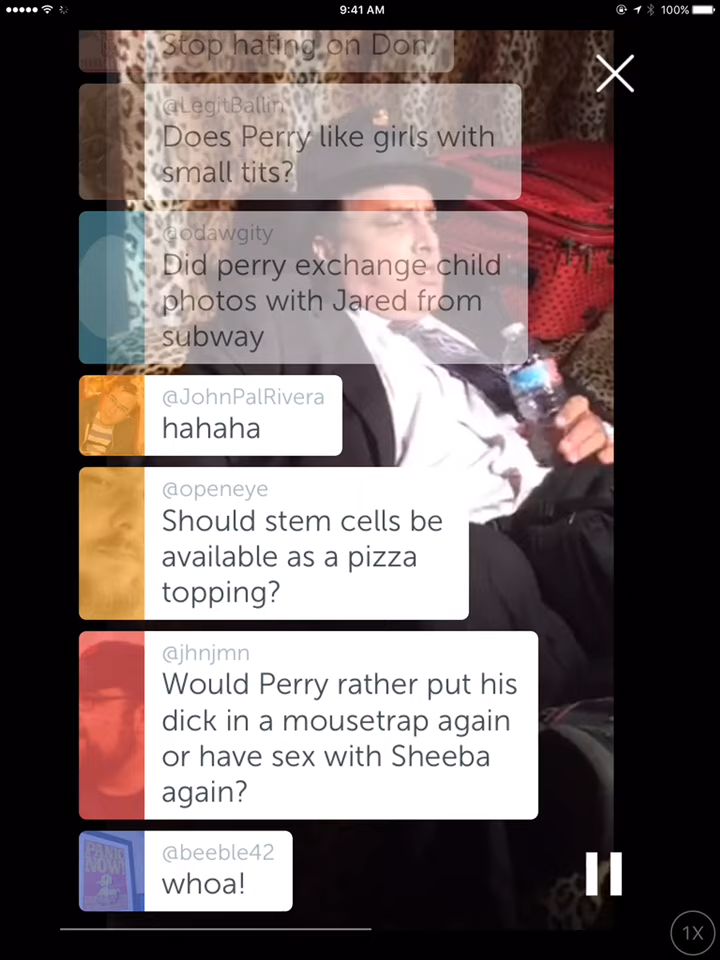 9:41 AM
100%
Stop hating on Don
@LegitBallin
Does Perry like girls with
small tits?
@odawgity
Did perry exchange child
photos with Jared from
subway
@JohnPalRivera
hahaha
@openeye
Should stem cells be
available as a pizza
topping?
@jhnjmn
Would Perry rather put his
dick in a mousetrap again
or have sex with Sheeba
again?
PANIC
NOW!
@beeble42
whoa!
1X